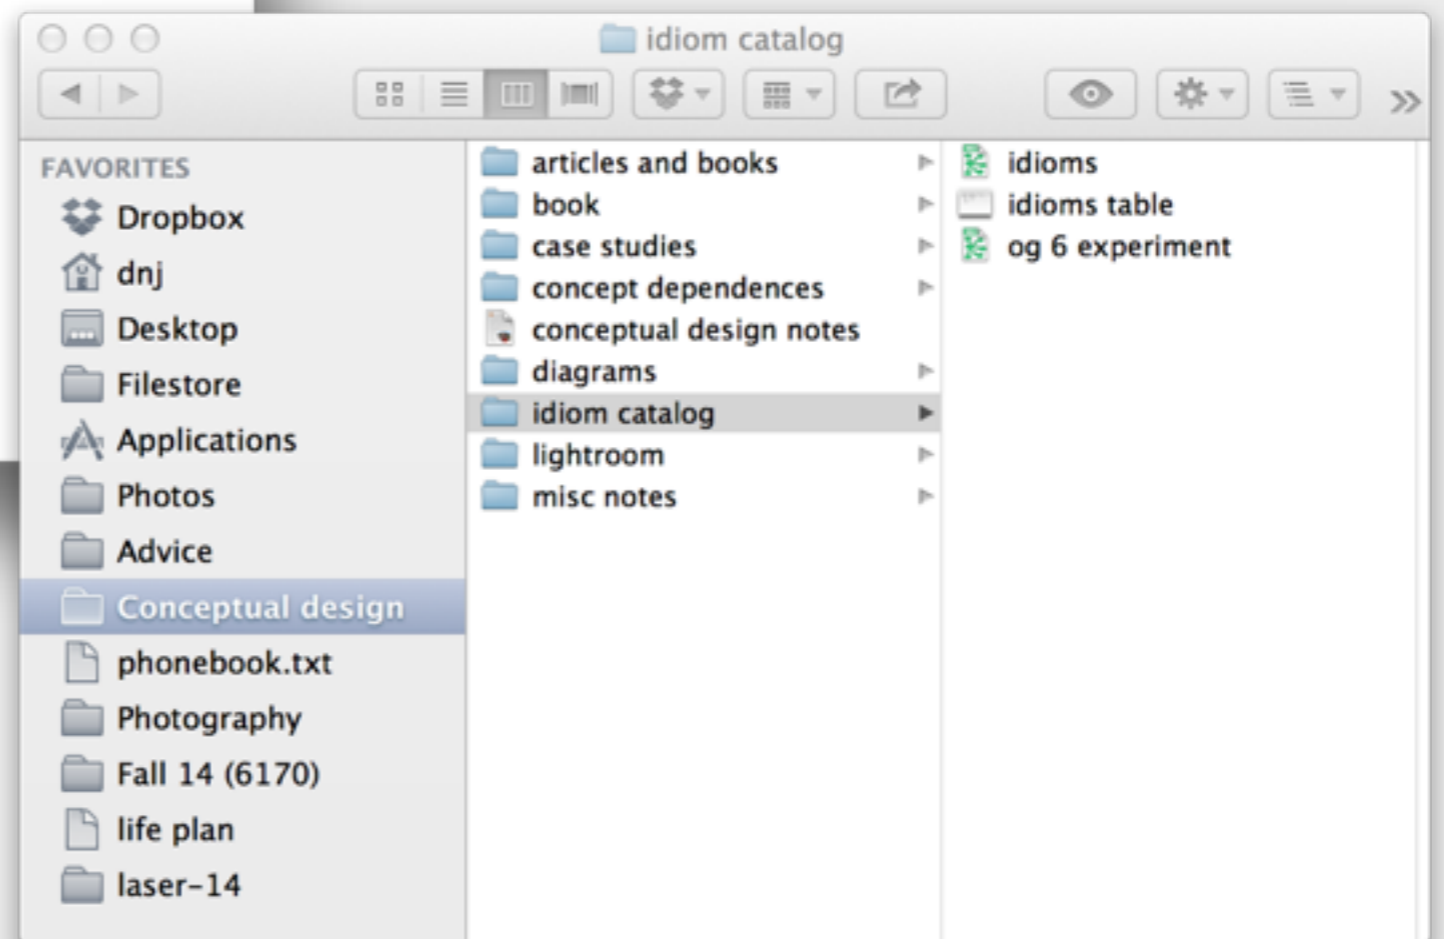 idiom catalog
FAVORITES
Dropbox
dnj
Desktop
Filestore
Applications
Photos
Advice
Conceptual design
phonebook.txt
Photography
Fall 14 (6170)
life plan
laser-14
articles and books
book
case studies
concept dependences
conceptual design notes
diagrams
idiom catalog
lightroom
misc notes
idioms
idioms table
og 6 experiment